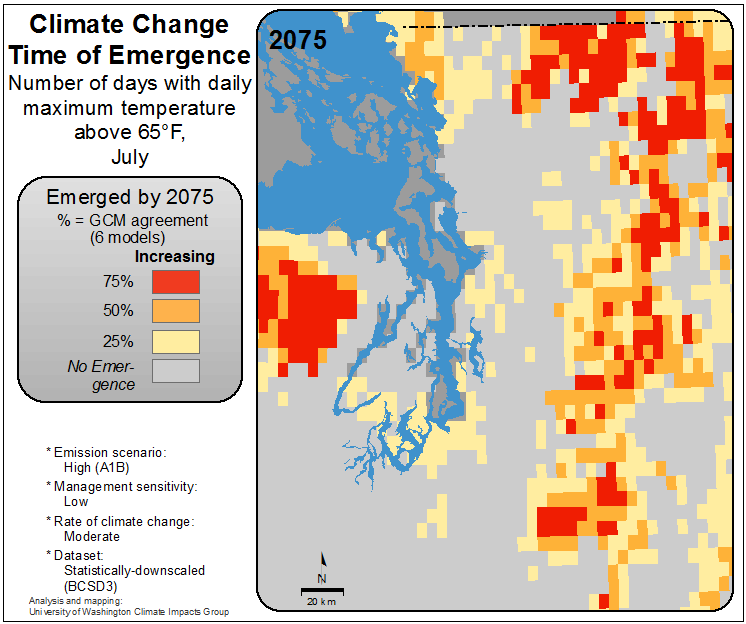 Climate Change
Time of Emergence
Number of days with daily
maximum temperature
above 65°F,
July
Emerged by 2075
% = GCM agreement
(6 models)
Increasing
75%
50%
25%
No Emer-
gence
* Emission scenario:
High (A1B)
* Management sensitivity:
Low
* Rate of climate change:
Moderate
* Dataset:
Statistically-downscaled
(BCSD3)
Analysis and mapping:
University of Washington Climate Impacts Group
2075
N
20 km